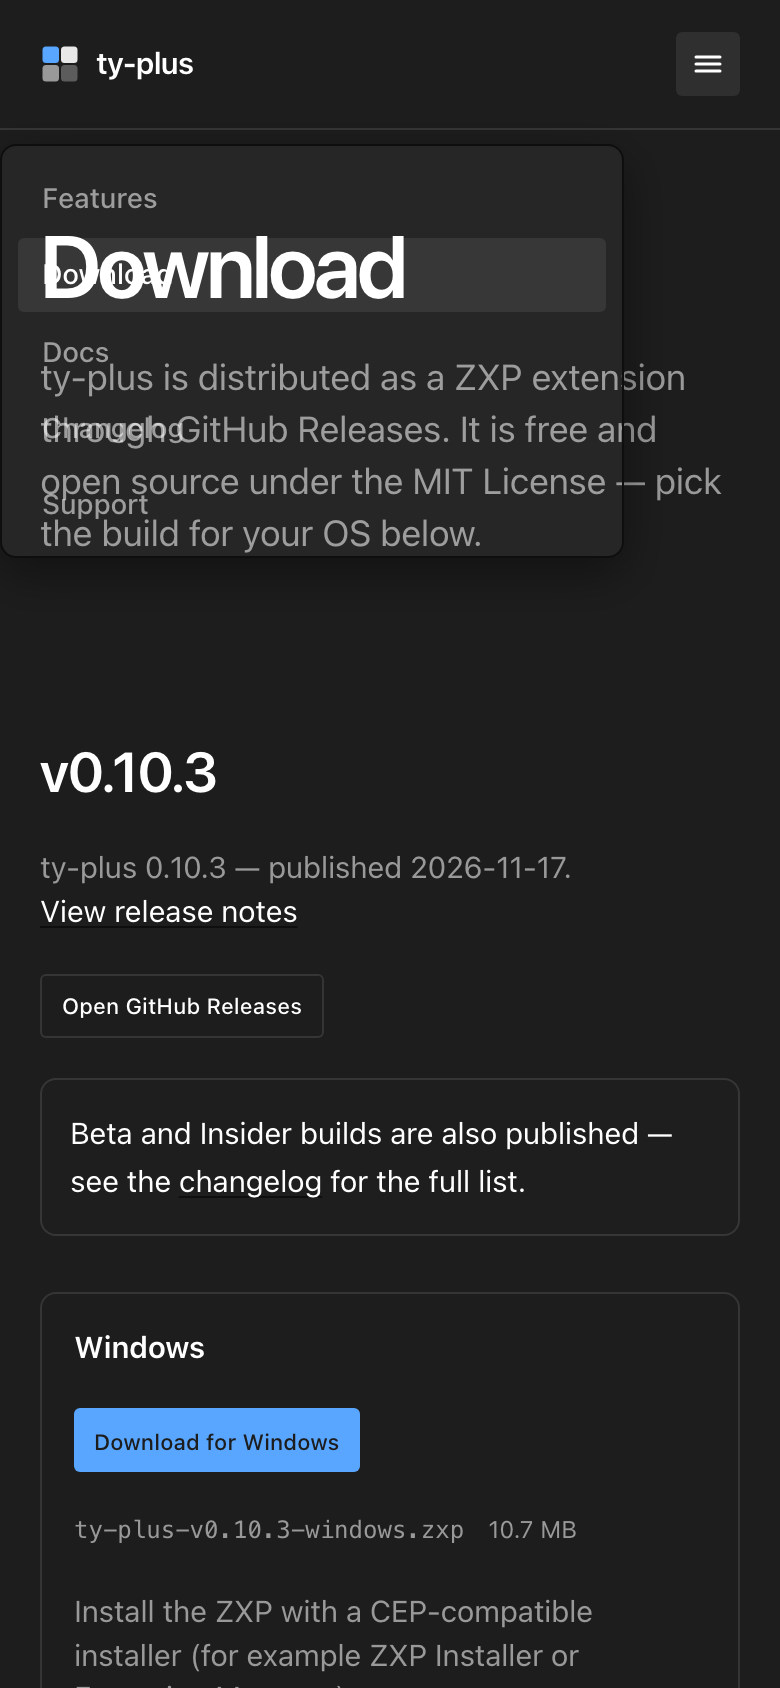 ty-plus
Features
Download
Download
Docs
ty-plus is distributed as a ZXP extension
Changelog
through GitHub Releases. It is free and
open source under the MIT License — pick
Support
the build for your OS below.
v0.10.3
ty-plus 0.10.3 — published 2026-11-17.
View release notes
Open GitHub Releases
Beta and Insider builds are also published —
see the changelog for the full list.
Windows
Download for Windows
ty-plus-v0.10.3-windows.zxp 10.7 MB
Install the ZXP with a CEP-compatible
installer (for example ZXP Installer or